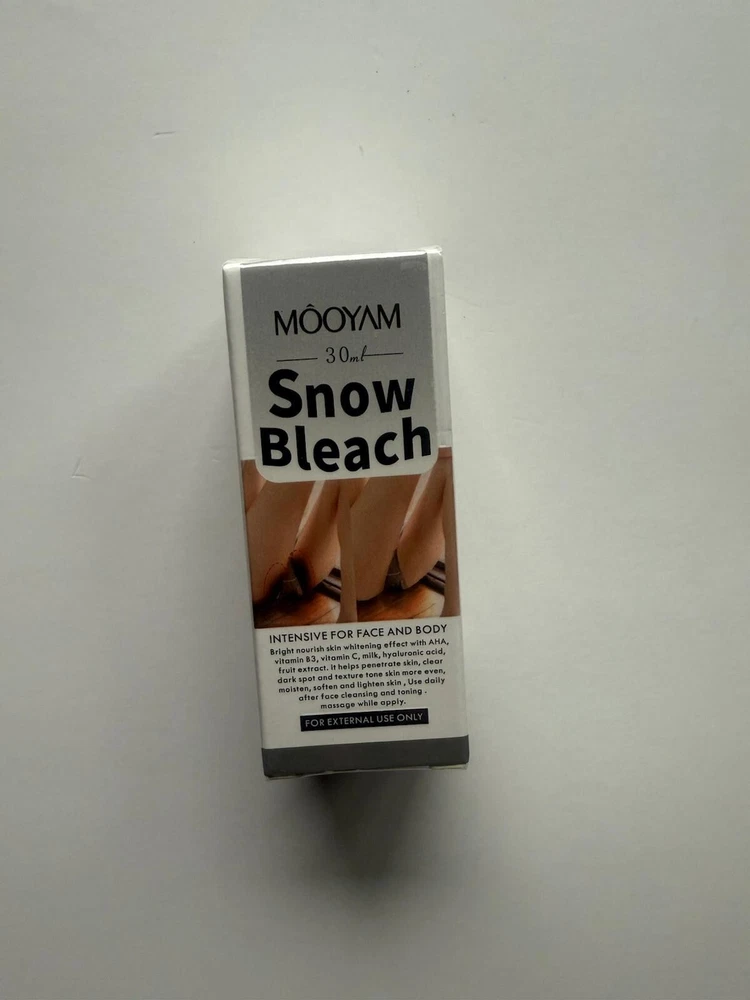 MÔOYAM
30ml
Snow
Bleach
INTENSIVE FOR FACE AND BODY
Bright nourish skin whitening effect with AHA,
vitamin B3, vitamin C, milk, hyaluronic acid,
fruit extract. it helps penetrate skin, clear
dark spot and texture tone skin more even,
moisten, soften and lighten skin , Use daily
after face cleansing and toning .
massage while apply.
FOR EXTERNAL USE ONLY